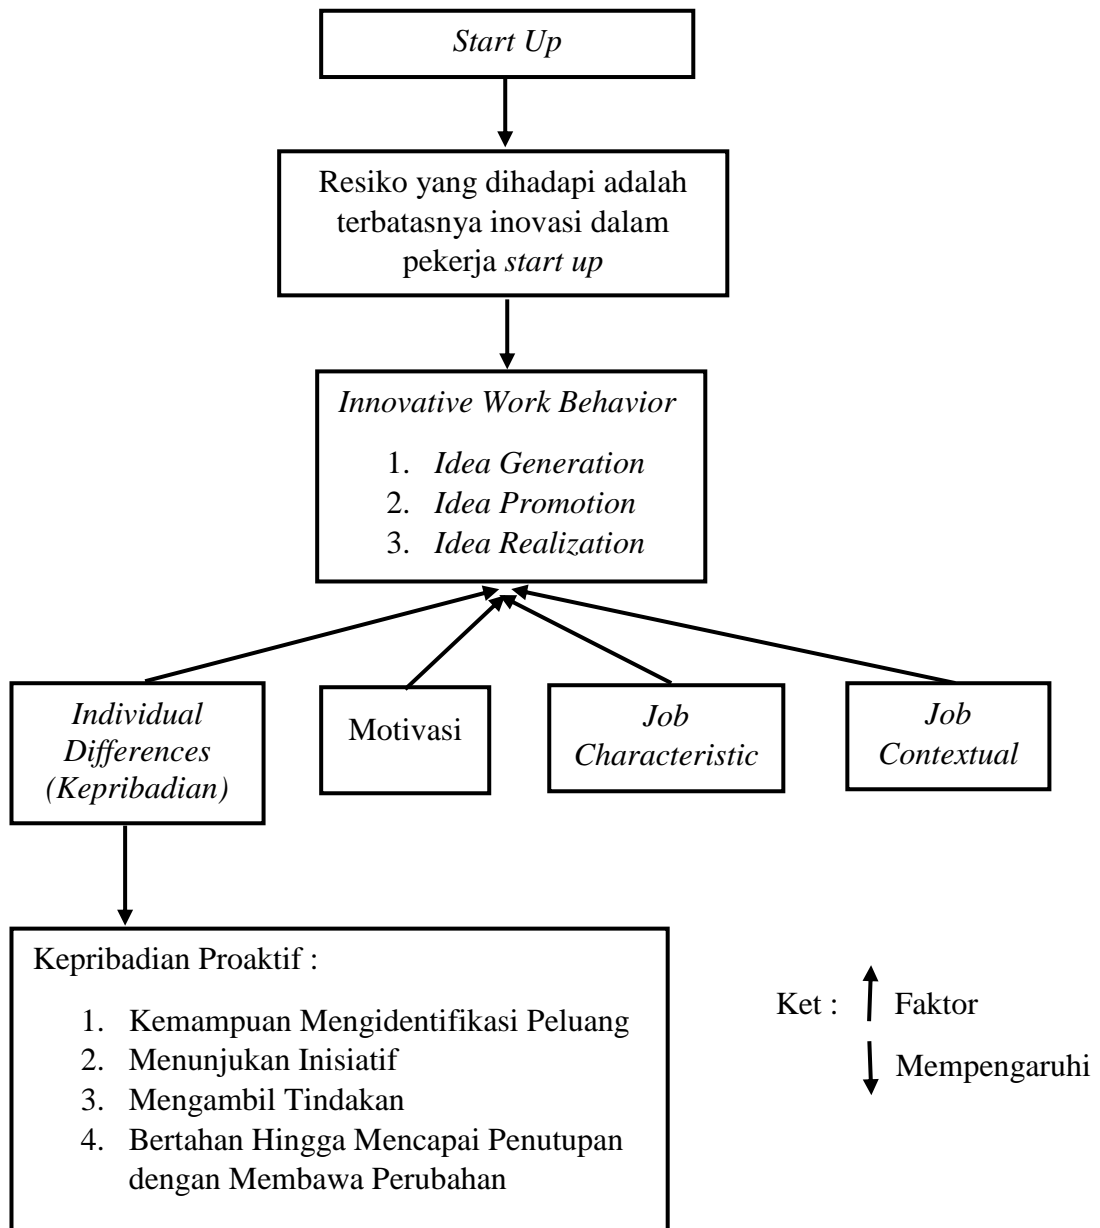 Start Up
Resiko yang dihadapi adalah
terbatasnya inovasi dalam
pekerja start up
Innovative Work Behavior
1. Idea Generation
2. Idea Promotion
3. Idea Realization
Individual
Differences
(Kepribadian)
Motivasi
Job
Characteristic
Job
Contextual
Kepribadian Proaktif :
1. Kemampuan Mengidentifikasi Peluang
2. Menunjukan Inisiatif
3. Mengambil Tindakan
4. Bertahan Hingga Mencapai Penutupan
dengan Membawa Perubahan
Ket :
Faktor
Mempengaruhi